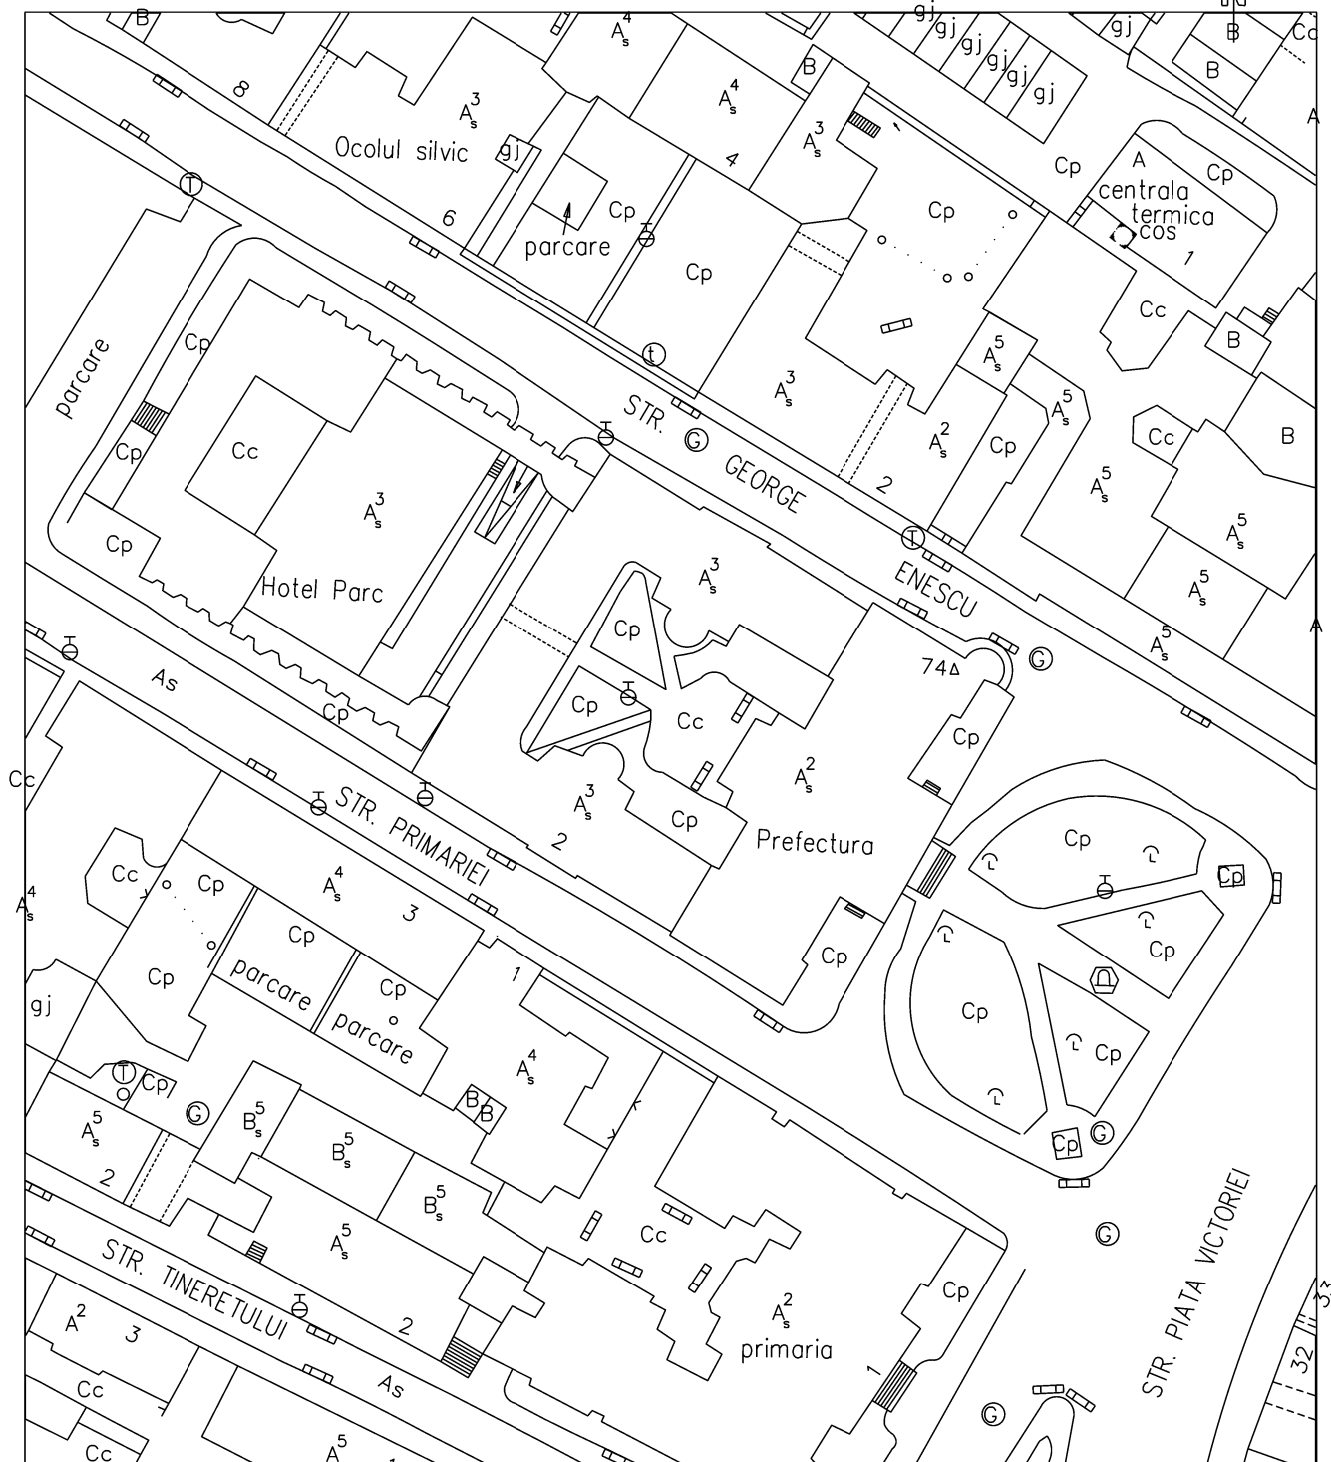 B
8
A⁴s
gj
gj
gj
gj
gj
gj
gj
B
Cc
B
B
A³s
A⁴s
A³s
Ocolul silvic
gj
4
Cp
A
Cp
A
centrala
termica
cos
1
T
6
Cp
Cp
parcare
Cp
Cc
B
parcare
Cp
t
A³s
A⁵s
A⁵s
STR. GEORGE ENESCU
G
Cp
Cc
A³s
A²s
Cp
Cc
B
2
A⁵s
A⁵s
T
Cp
Hotel Parc
A³s
A⁵s
A⁵s
A
Cp
G
74
As
Cp
Cp
Cc
Cp
Cc
A³s
A²s
2
Cp
Prefectura
STR. PRIMARIEI
Cp
Cp
Cc
A⁴s
Cp
A⁴s
3
Cp
Cp
parcare
Cp
gj
Cp
parcare
1
Cp
Cp
Cp
T
Cp
G
A⁴s
B
B
A⁵s
B⁵s
B⁵s
B⁵s
Cp
G
2
Cc
A⁵s
G
STR. TINERETULUI
2
A²
3
Cp
A²s
primaria
1
STR. PIATA VICTORIEI
33
32
Cc
As
G
Cc
A⁵s